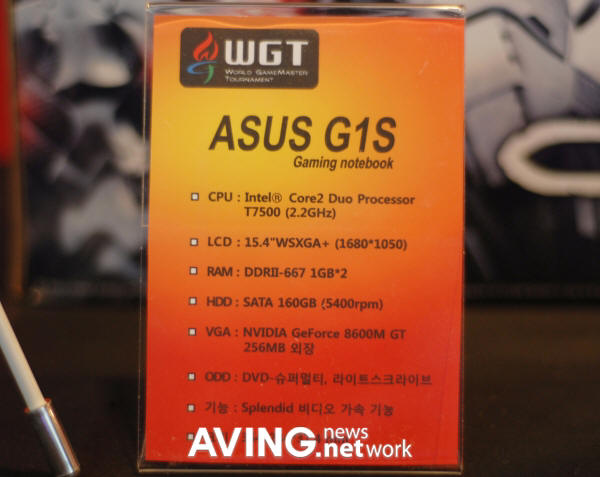 WGT
WORLD GAMEMASTER
TOURNAMENT
ASUS G1S
Gaming notebook
CPU : Intel® Core2 Duo Processor
T7500 (2.2GHz)
LCD : 15.4"WSXGA+ (1680*1050)
RAM : DDRII-667 1GB*2
HDD : SATA 160GB (5400rpm)
VGA : NVIDIA GeForce 8600M GT
256MB 외장
ODD : DVD-슈퍼멀티, 라이트스크라이브
기능 : Splendid 비디오 가속 기능
AVING.news
.network